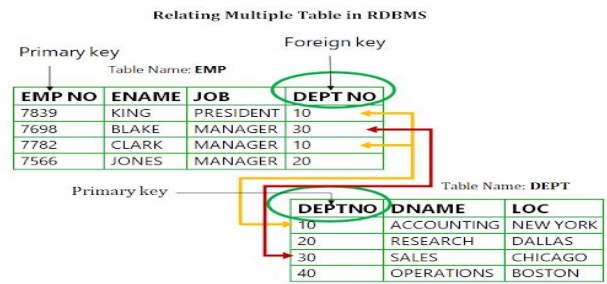 Relating Multiple Table in RDBMS
Primary key
Foreign key
Table Name: EMP
EMP NO ENAME JOB DEPT NO
7839 KING PRESIDENT 10
7698 BLAKE MANAGER 30
7782 CLARK MANAGER 10
7566 JONES MANAGER 20
Primary key
Table Name: DEPT
DEPTNO DNAME LOC
10 ACCOUNTING NEW YORK
20 RESEARCH DALLAS
30 SALES CHICAGO
40 OPERATIONS BOSTON